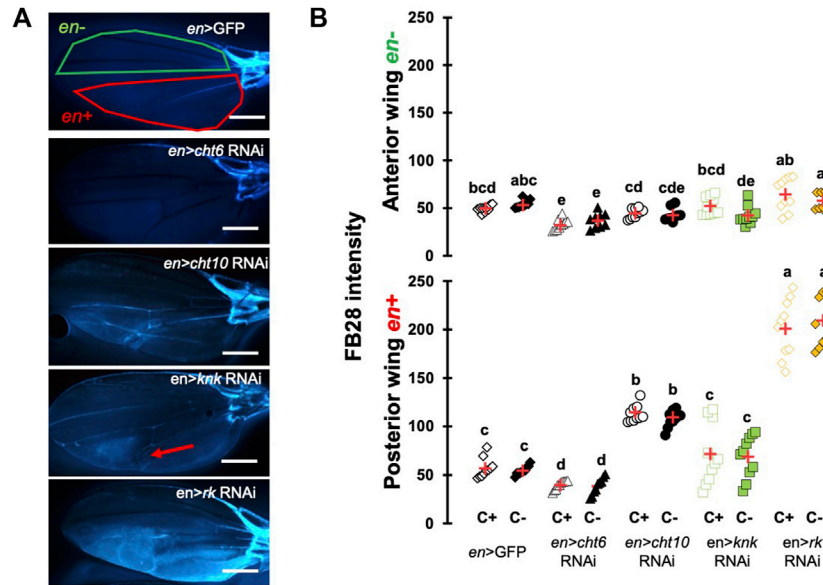 A
en-
en>GFP
en+
en>cht6 RNAi
en>cht10 RNAi
en>knk RNAi
en>rk RNAi
B
FB28 intensity
Anterior wing en-
250
200
150
100
50
0
bcd abc e e cd cde bcd de ab a
Posterior wing en+
250
200
150
100
50
0
c c d d b b c c a a
C+ C- C+ C- C+ C- C+ C- C+ C-
en>GFP
en>cht6
RNAi
en>cht10
RNAi
en>knk
RNAi
en>rk
RNAi